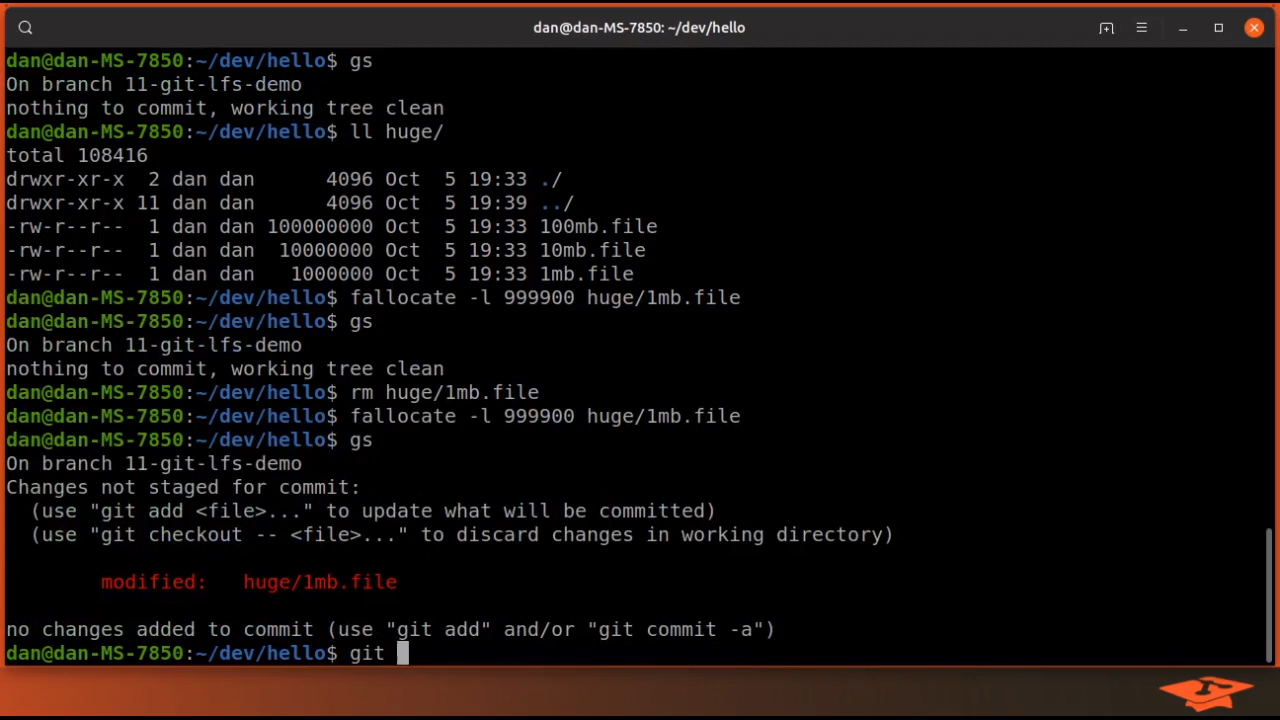 dan@dan-MS-7850: ~/dev/hello
dan@dan-MS-7850:~/dev/hello$ gs
On branch 11-git-lfs-demo
nothing to commit, working tree clean
dan@dan-MS-7850:~/dev/hello$ ll huge/
total 108416
drwxr-xr-x  2 dan dan      4096 Oct  5 19:33 ./
drwxr-xr-x 11 dan dan      4096 Oct  5 19:39 ../
-rw-r--r--  1 dan dan 100000000 Oct  5 19:33 100mb.file
-rw-r--r--  1 dan dan  10000000 Oct  5 19:33 10mb.file
-rw-r--r--  1 dan dan   1000000 Oct  5 19:33 1mb.file
dan@dan-MS-7850:~/dev/hello$ fallocate -l 999900 huge/1mb.file
dan@dan-MS-7850:~/dev/hello$ gs
On branch 11-git-lfs-demo
nothing to commit, working tree clean
dan@dan-MS-7850:~/dev/hello$ rm huge/1mb.file
dan@dan-MS-7850:~/dev/hello$ fallocate -l 999900 huge/1mb.file
dan@dan-MS-7850:~/dev/hello$ gs
On branch 11-git-lfs-demo
Changes not staged for commit:
  (use "git add <file>..." to update what will be committed)
  (use "git checkout -- <file>..." to discard changes in working directory)
        modified:   huge/1mb.file
no changes added to commit (use "git add" and/or "git commit -a")
dan@dan-MS-7850:~/dev/hello$ git